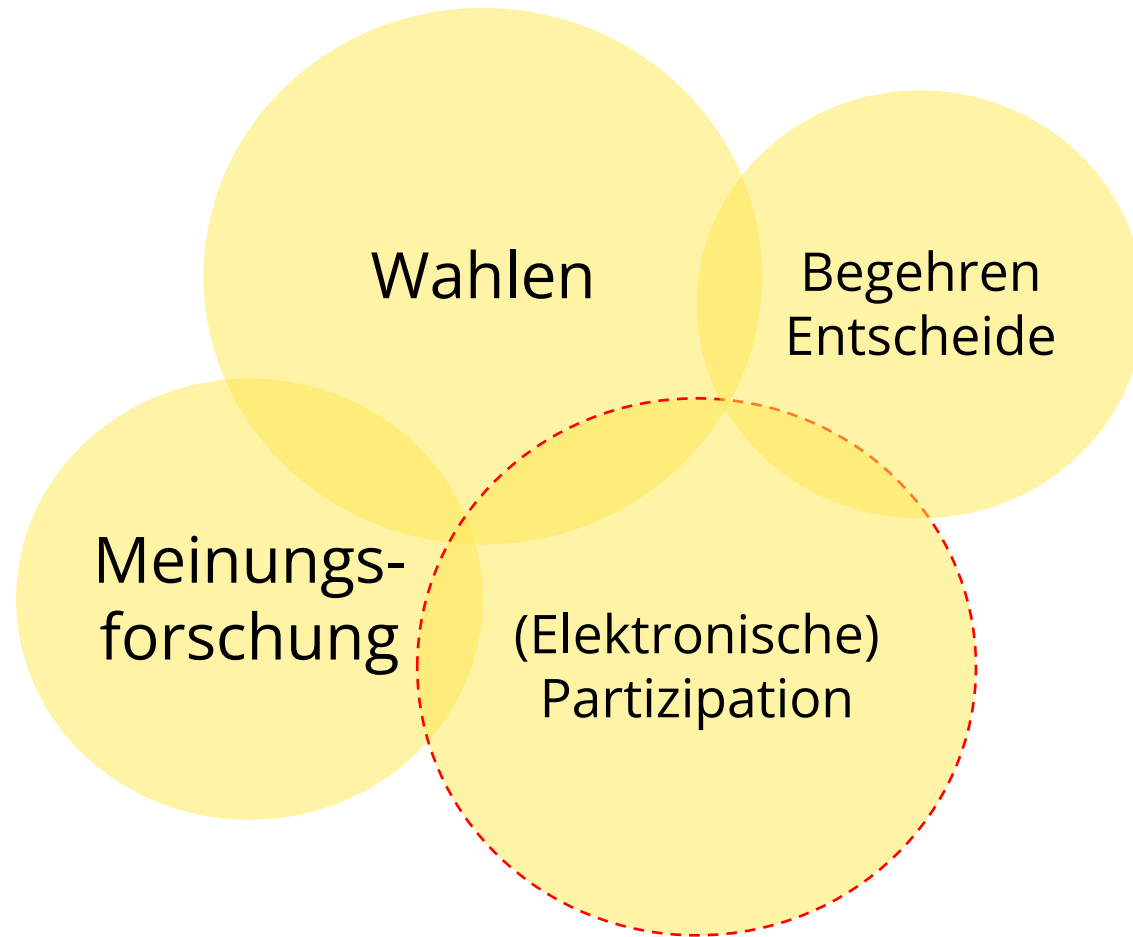 Wahlen
Begehren
Entscheide
Meinungs-
forschung
(Elektronische)
Partizipation